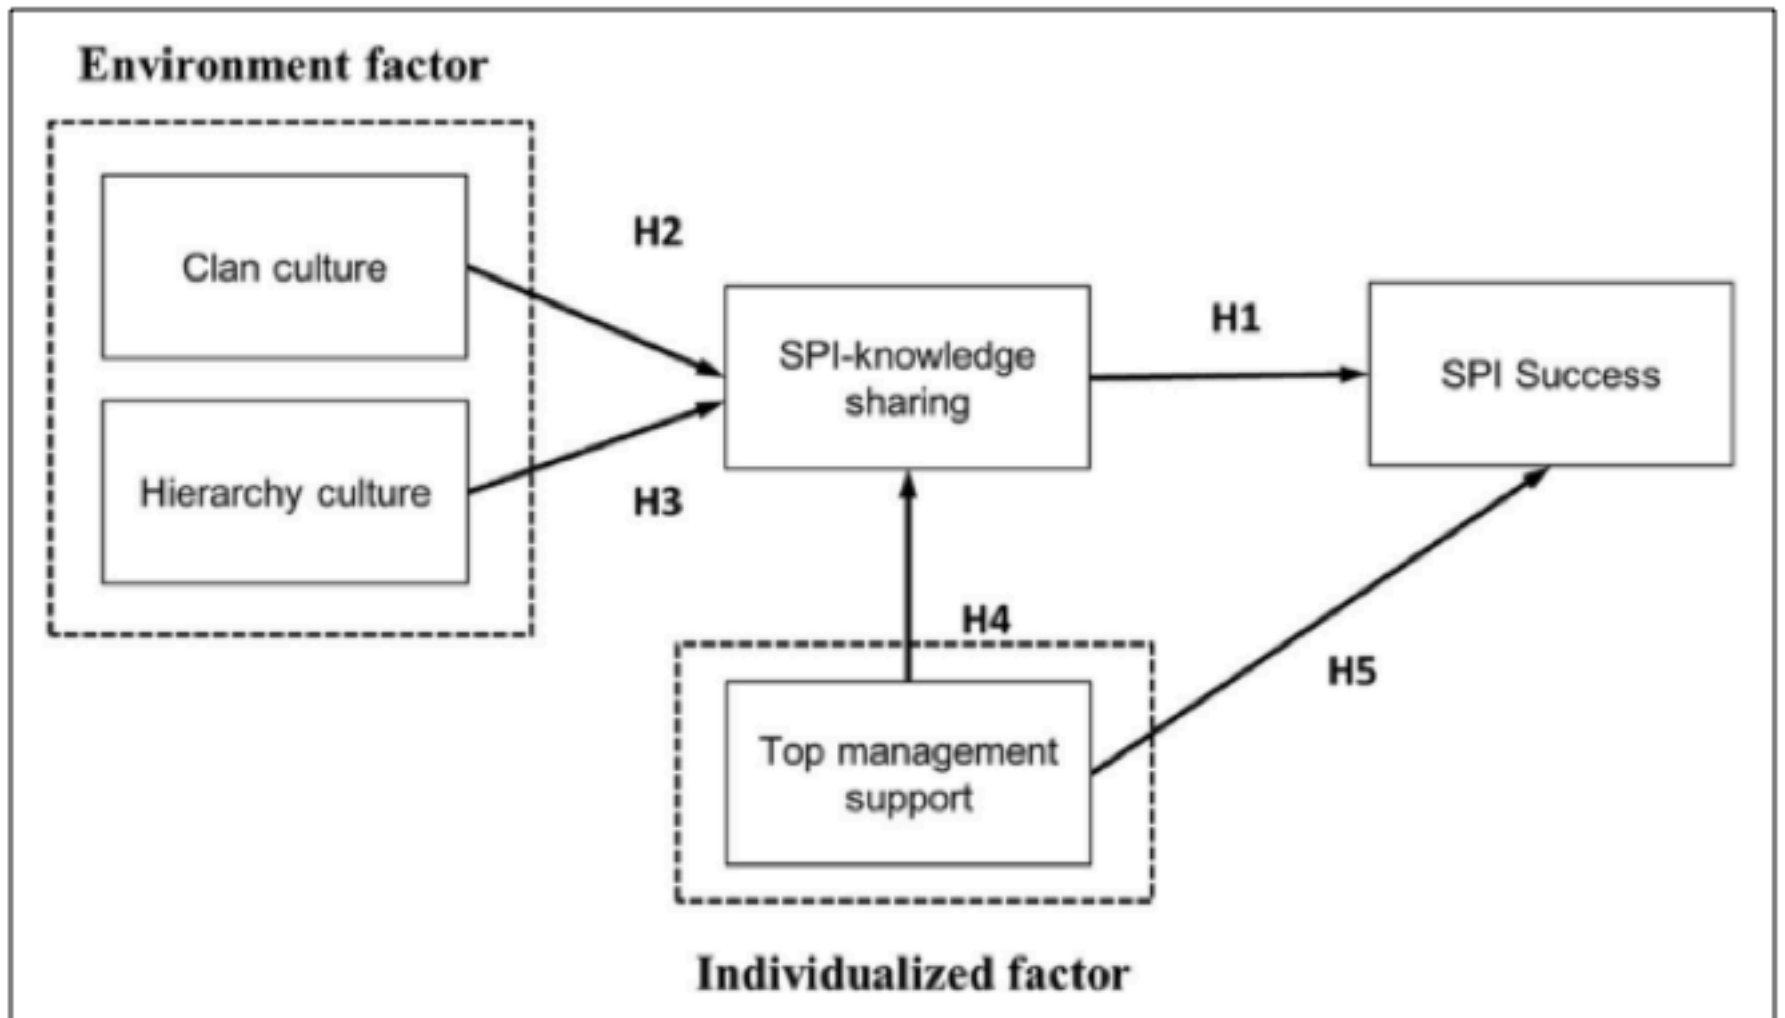 Environment factor
Clan culture
H2
Hierarchy culture
H3
SPI-knowledge
sharing
H1
SPI Success
H4
H5
Top management
support
Individualized factor